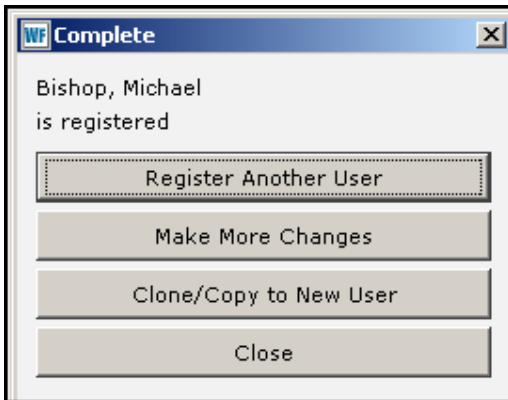 WF Complete
Bishop, Michael
is registered
Register Another User
Make More Changes
Clone/Copy to New User
Close